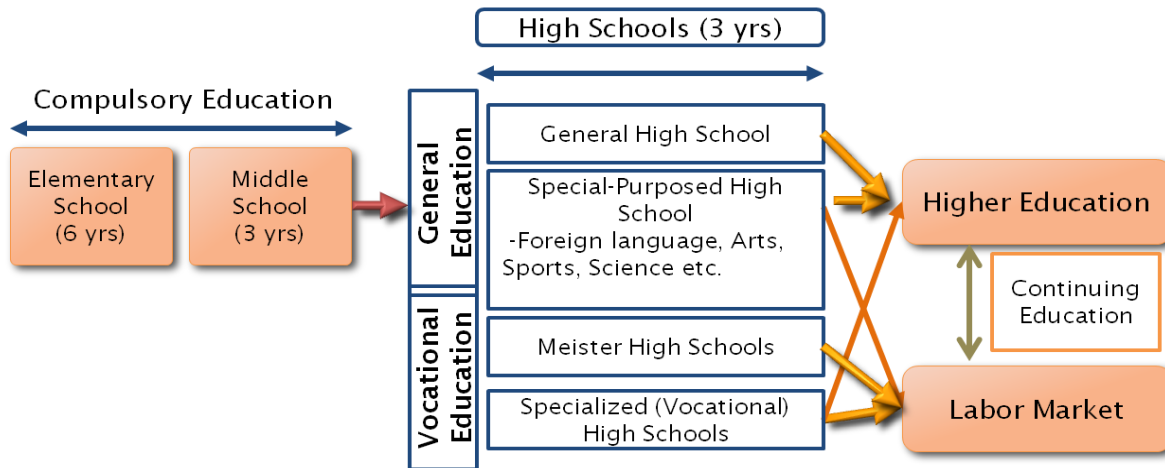 High Schools (3 yrs)
Compulsory Education
Elementary
School
(6 yrs)
Middle
School
(3 yrs)
General
Education
Vocational
Education
General High School
Special-Purposed High
School
-Foreign language, Arts,
Sports, Science etc.
Meister High Schools
Specialized (Vocational)
High Schools
Higher Education
Continuing
Education
Labor Market